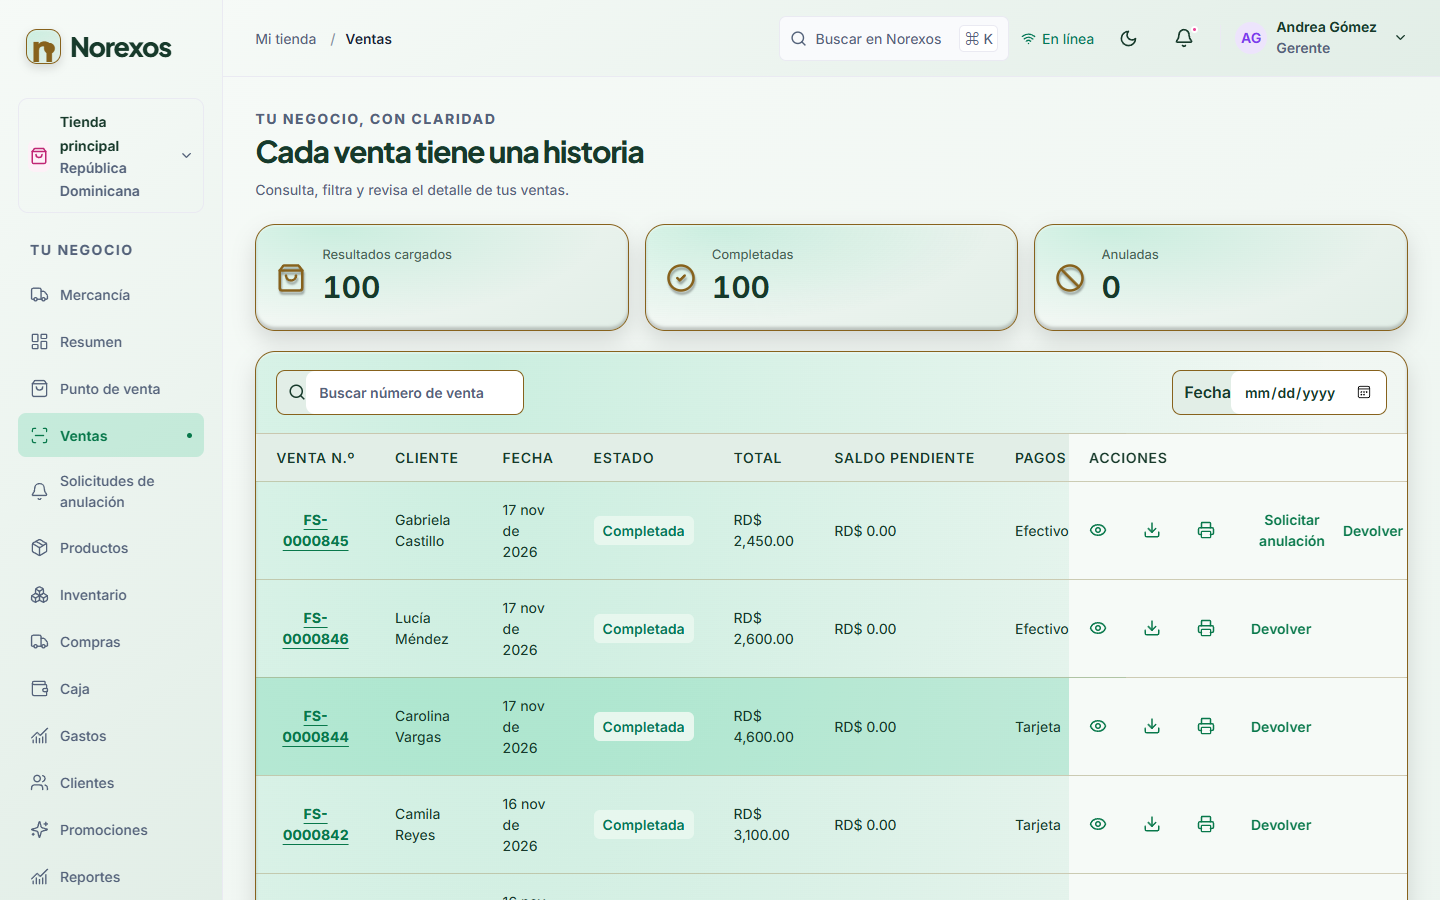 Norexos
Mi tienda / Ventas
Buscar en Norexos
⌘ K
En línea
AG
Andrea Gómez
Gerente
Tienda
principal
República
Dominicana
TU NEGOCIO
Mercancía
Resumen
Punto de venta
Ventas
Solicitudes de
anulación
Productos
Inventario
Compras
Caja
Gastos
Clientes
Promociones
Reportes
TU NEGOCIO, CON CLARIDAD
Cada venta tiene una historia
Consulta, filtra y revisa el detalle de tus ventas.
Resultados cargados
100
Completadas
100
Anuladas
0
Buscar número de venta
Fecha mm/dd/yyyy
VENTA N.º CLIENTE FECHA ESTADO TOTAL SALDO PENDIENTE PAGOS ACCIONES
FS-
0000845
Gabriela
Castillo
17 nov
de
2026
Completada
RD$
2,450.00
RD$ 0.00
Efectivo
Solicitar
anulación
Devolver
FS-
0000846
Lucía
Méndez
17 nov
de
2026
Completada
RD$
2,600.00
RD$ 0.00
Efectivo
Devolver
FS-
0000844
Carolina
Vargas
17 nov
de
2026
Completada
RD$
4,600.00
RD$ 0.00
Tarjeta
Devolver
FS-
0000842
Camila
Reyes
16 nov
de
2026
Completada
RD$
3,100.00
RD$ 0.00
Tarjeta
Devolver